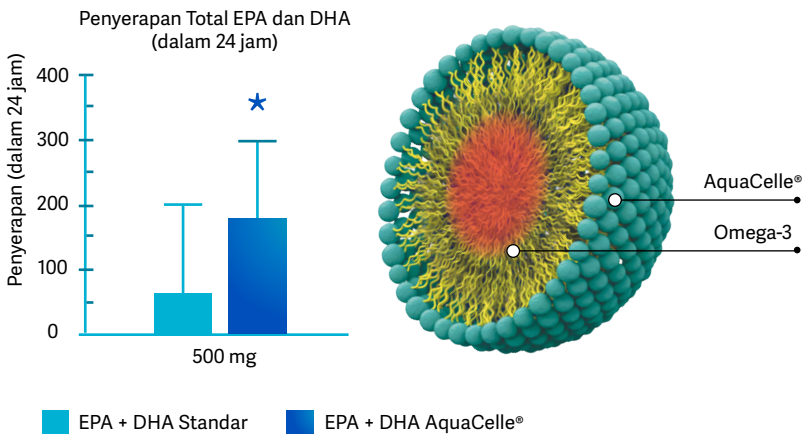 Penyerapan Total EPA dan DHA
(dalam 24 jam)
Penyerapan (dalam 24 jam)
400
300
200
100
0
500 mg
EPA + DHA Standar
EPA + DHA AquaCelle®
AquaCelle®
Omega-3